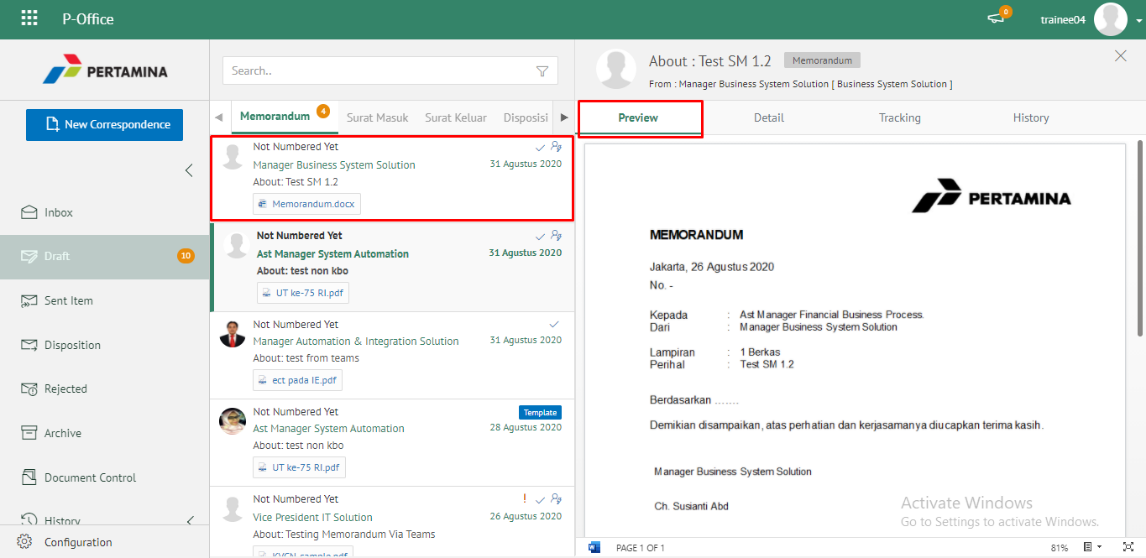 P-Office
0
trainee04
PERTAMINA
New Correspondence
Inbox
Draft
10
Sent Item
Disposition
Rejected
Archive
Document Control
History
Configuration
Search..
Memorandum
4
Surat Masuk
Surat Keluar
Disposisi
Not Numbered Yet
Manager Business System Solution
31 Agustus 2020
About: Test SM 1.2
Memorandum.docx
Not Numbered Yet
Ast Manager System Automation
31 Agustus 2020
About: test non kbo
UT ke-75 RI.pdf
Not Numbered Yet
Manager Automation & Integration Solution
31 Agustus 2020
About: test from teams
ect pada IE.pdf
Not Numbered Yet
Template
Ast Manager System Automation
28 Agustus 2020
About: test non kbo
UT ke-75 RI.pdf
Not Numbered Yet
Vice President IT Solution
26 Agustus 2020
About: Testing Memorandum Via Teams
About : Test SM 1.2
Memorandum
From : Manager Business System Solution [ Business System Solution ]
Preview
Detail
Tracking
History
PERTAMINA
MEMORANDUM
Jakarta, 26 Agustus 2020
No. -
Kepada : Ast Manager Financial Business Process.
Dari : Manager Business System Solution
Lampiran : 1 Berkas
Perihal : Test SM 1.2
Berdasarkan .......
Demikian disampaikan, atas perhatian dan kerjasamanya diucapkan terima kasih.
Manager Business System Solution
Ch. Susianti Abd
Activate Windows
Go to Settings to activate Windows.
PAGE 1 OF 1
81%